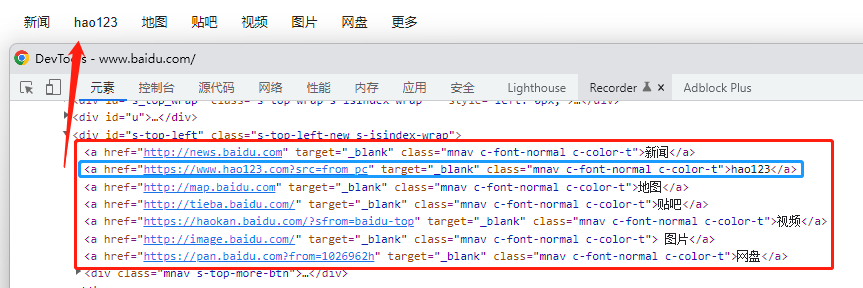 新闻 hao123 地图 贴吧 视频 图片 网盘 更多
DevTools - www.baidu.com/
元素 控制台 源代码 网络 性能 内存 应用 安全 Lighthouse Recorder Adblock Plus
<div id="s_top_wrap" class="s-top-wrap s-isindex-wrap " style="left: 0px;">…</div>
<div id="u">…</div>
<div id="s-top-left" class="s-top-left-new s-isindex-wrap">
<a href="http://news.baidu.com" target="_blank" class="mnav c-font-normal c-color-t">新闻</a>
<a href="https://www.hao123.com?src=from_pc" target="_blank" class="mnav c-font-normal c-color-t">hao123</a>
<a href="http://map.baidu.com" target="_blank" class="mnav c-font-normal c-color-t">地图</a>
<a href="http://tieba.baidu.com/" target="_blank" class="mnav c-font-normal c-color-t">贴吧</a>
<a href="https://haokan.baidu.com/?sfrom=baidu-top" target="_blank" class="mnav c-font-normal c-color-t">视频</a>
<a href="http://image.baidu.com/" target="_blank" class="mnav c-font-normal c-color-t"> 图片</a>
<a href="https://pan.baidu.com?from=1026962h" target="_blank" class="mnav c-font-normal c-color-t">网盘</a>
<div class="mnav s-top-more-btn">…</div>